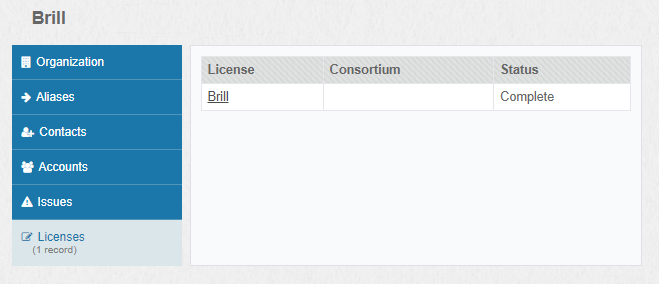 Brill
Organization
Aliases
Contacts
Accounts
Issues
Licenses
(1 record)
License Consortium Status
Brill Complete